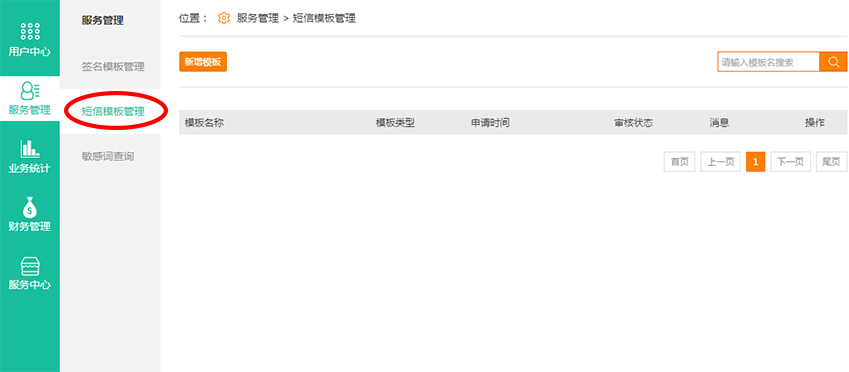 用户中心
服务管理
业务统计
财务管理
服务中心
服务管理
签名模板管理
短信模板管理
敏感词查询
位置： 服务管理 > 短信模板管理
新增模板
请输入模板名搜索
模板名称 模板类型 申请时间 审核状态 消息 操作
首页 上一页 1 下一页 尾页